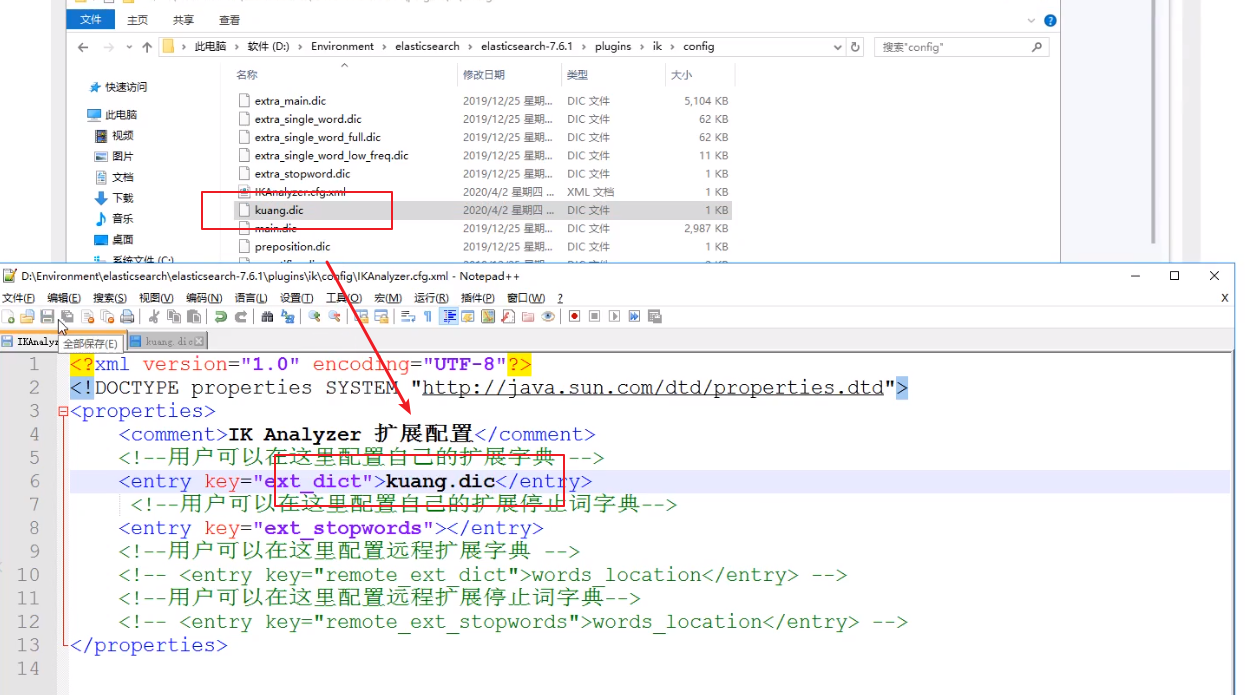 文件 主页 共享 查看
此电脑 › 软件 (D:) › Environment › elasticsearch › elasticsearch-7.6.1 › plugins › ik › config
搜索"config"
名称 修改日期 类型 大小
快速访问
此电脑
视频
图片
文档
下载
音乐
桌面
系统文件 (C:)
extra_main.dic 2019/12/25 星期... DIC 文件 5,104 KB
extra_single_word.dic 2019/12/25 星期... DIC 文件 62 KB
extra_single_word_full.dic 2019/12/25 星期... DIC 文件 62 KB
extra_single_word_low_freq.dic 2019/12/25 星期... DIC 文件 11 KB
extra_stopword.dic 2019/12/25 星期... DIC 文件 1 KB
IKAnalyzer.cfg.xml 2020/4/2 星期四 ... XML 文档 1 KB
kuang.dic 2020/4/2 星期四 ... DIC 文件 1 KB
main.dic 2019/12/25 星期... DIC 文件 2,987 KB
preposition.dic 2019/12/25 星期... DIC 文件 1 KB
D:\Environment\elasticsearch\elasticsearch-7.6.1\plugins\ik\config\IKAnalyzer.cfg.xml - Notepad++
文件(F) 编辑(E) 搜索(S) 视图(V) 编码(N) 语言(L) 设置(T) 工具(O) 宏(M) 运行(R) 插件(P) 窗口(W) ? X
IKAnalyz 全部保存(E) kuang.dic
1 <?xml version="1.0" encoding="UTF-8"?>
2 <!DOCTYPE properties SYSTEM "http://java.sun.com/dtd/properties.dtd">
3 <properties>
4 <comment>IK Analyzer 扩展配置</comment>
5 <!--用户可以在这里配置自己的扩展字典 -->
6 <entry key="ext_dict">kuang.dic</entry>
7 <!--用户可以在这里配置自己的扩展停止词字典-->
8 <entry key="ext_stopwords"></entry>
9 <!--用户可以在这里配置远程扩展字典 -->
10 <!-- <entry key="remote_ext_dict">words_location</entry> -->
11 <!--用户可以在这里配置远程扩展停止词字典-->
12 <!-- <entry key="remote_ext_stopwords">words_location</entry> -->
13 </properties>
14